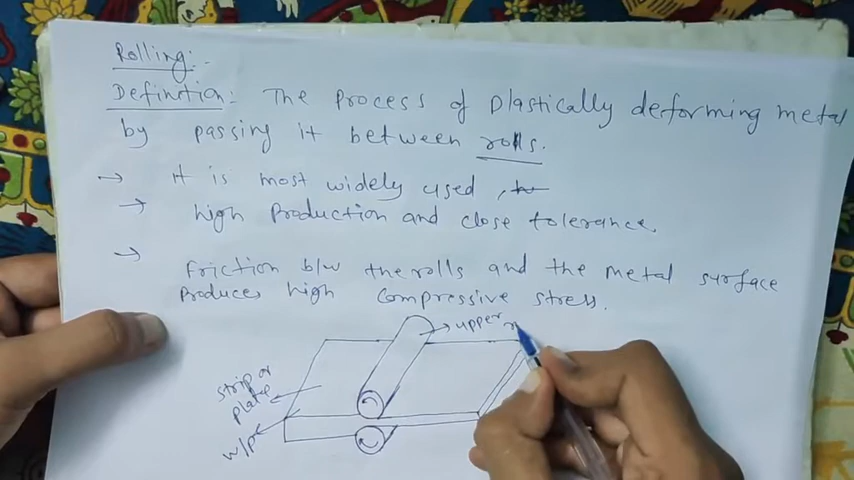 Rolling:-
Definition: The process of plastically deforming metal
by passing it between rolls.
→ It is most widely used,
→ high production and close tolerance.
→ Friction b/w the rolls and the metal surface
produces high compressive stress.
→ upper
strip or
plate
w/p